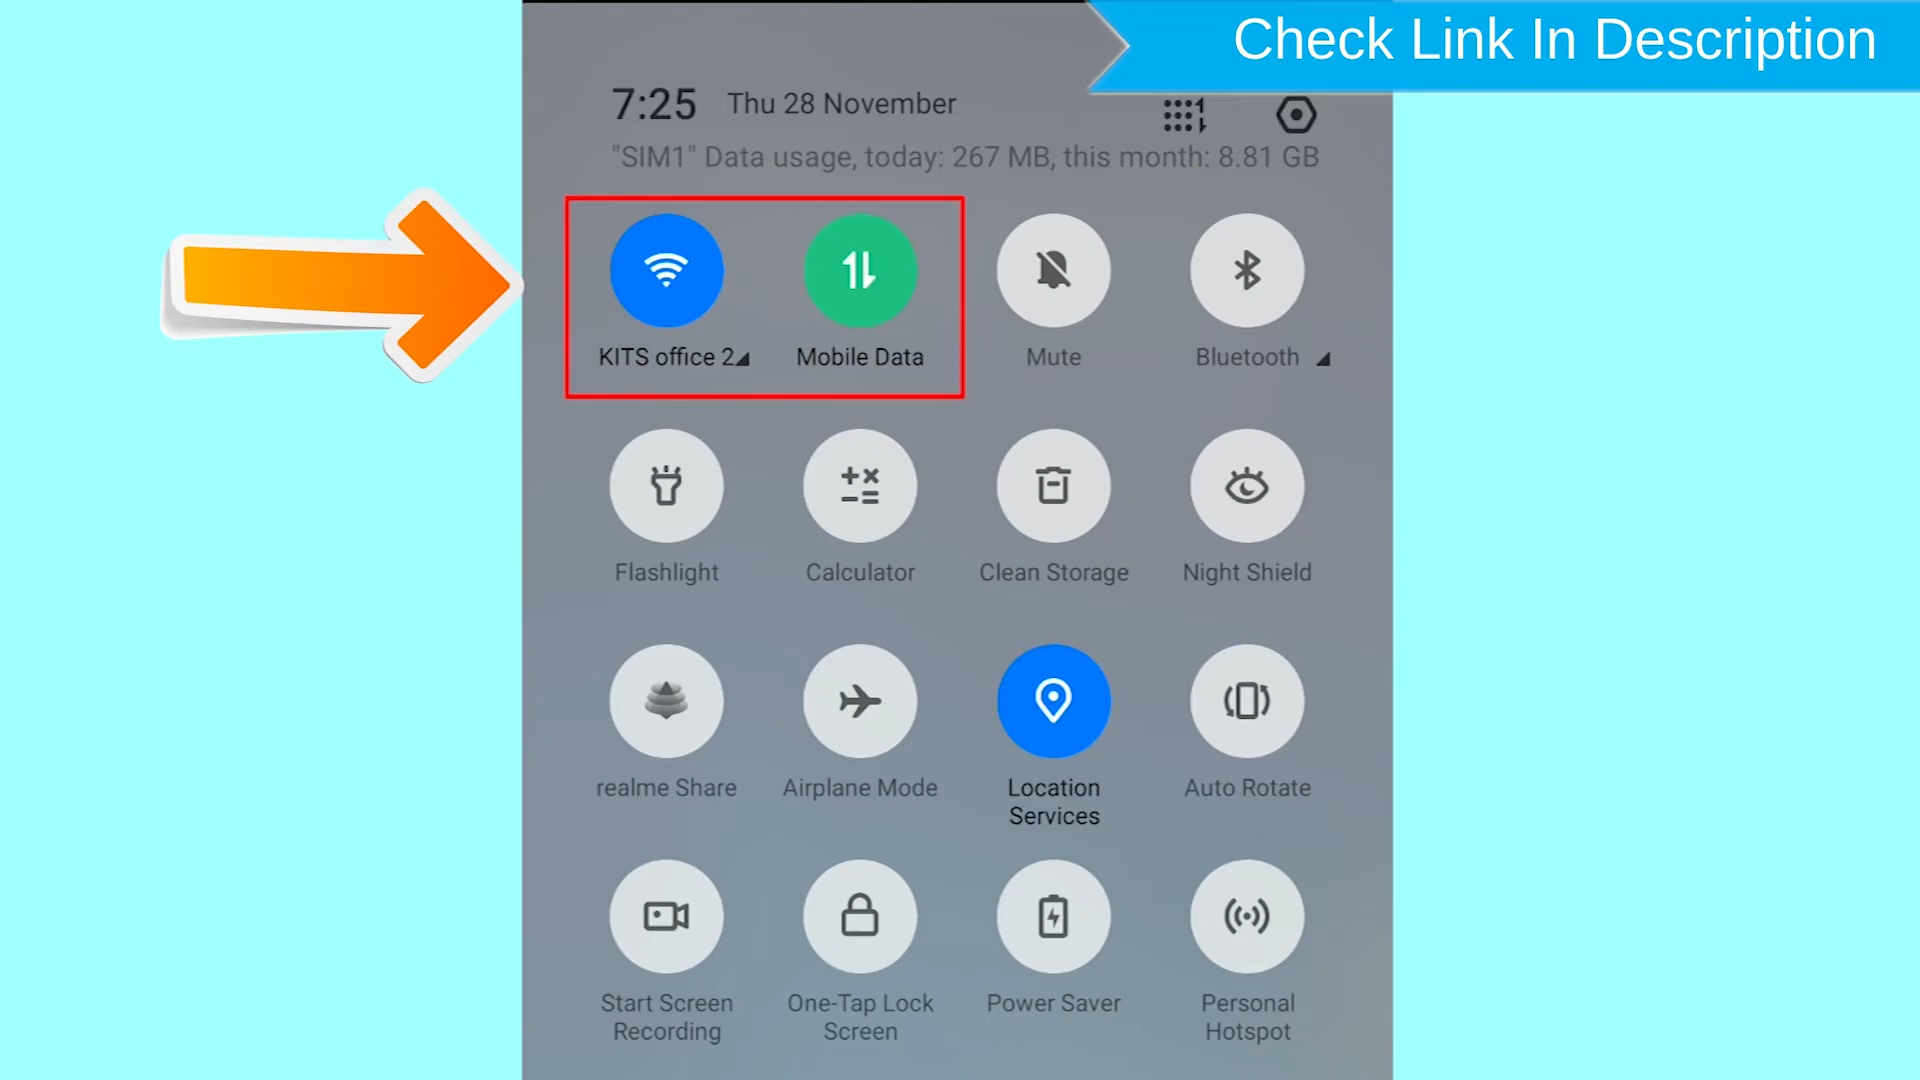 Check Link In Description
7:25 Thu 28 November
"SIM1" Data usage, today: 267 MB, this month: 8.81 GB
KITS office 2 Mobile Data Mute Bluetooth
Flashlight Calculator Clean Storage Night Shield
realme Share Airplane Mode Location Services Auto Rotate
Start Screen Recording One-Tap Lock Screen Power Saver Personal Hotspot